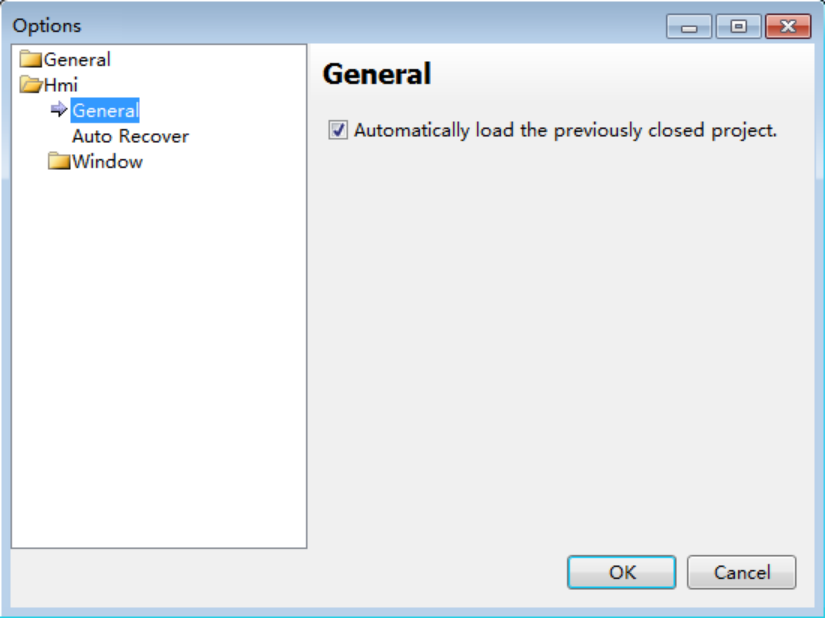 Options
General
Hmi
General
Auto Recover
Window
General
Automatically load the previously closed project.
OK
Cancel